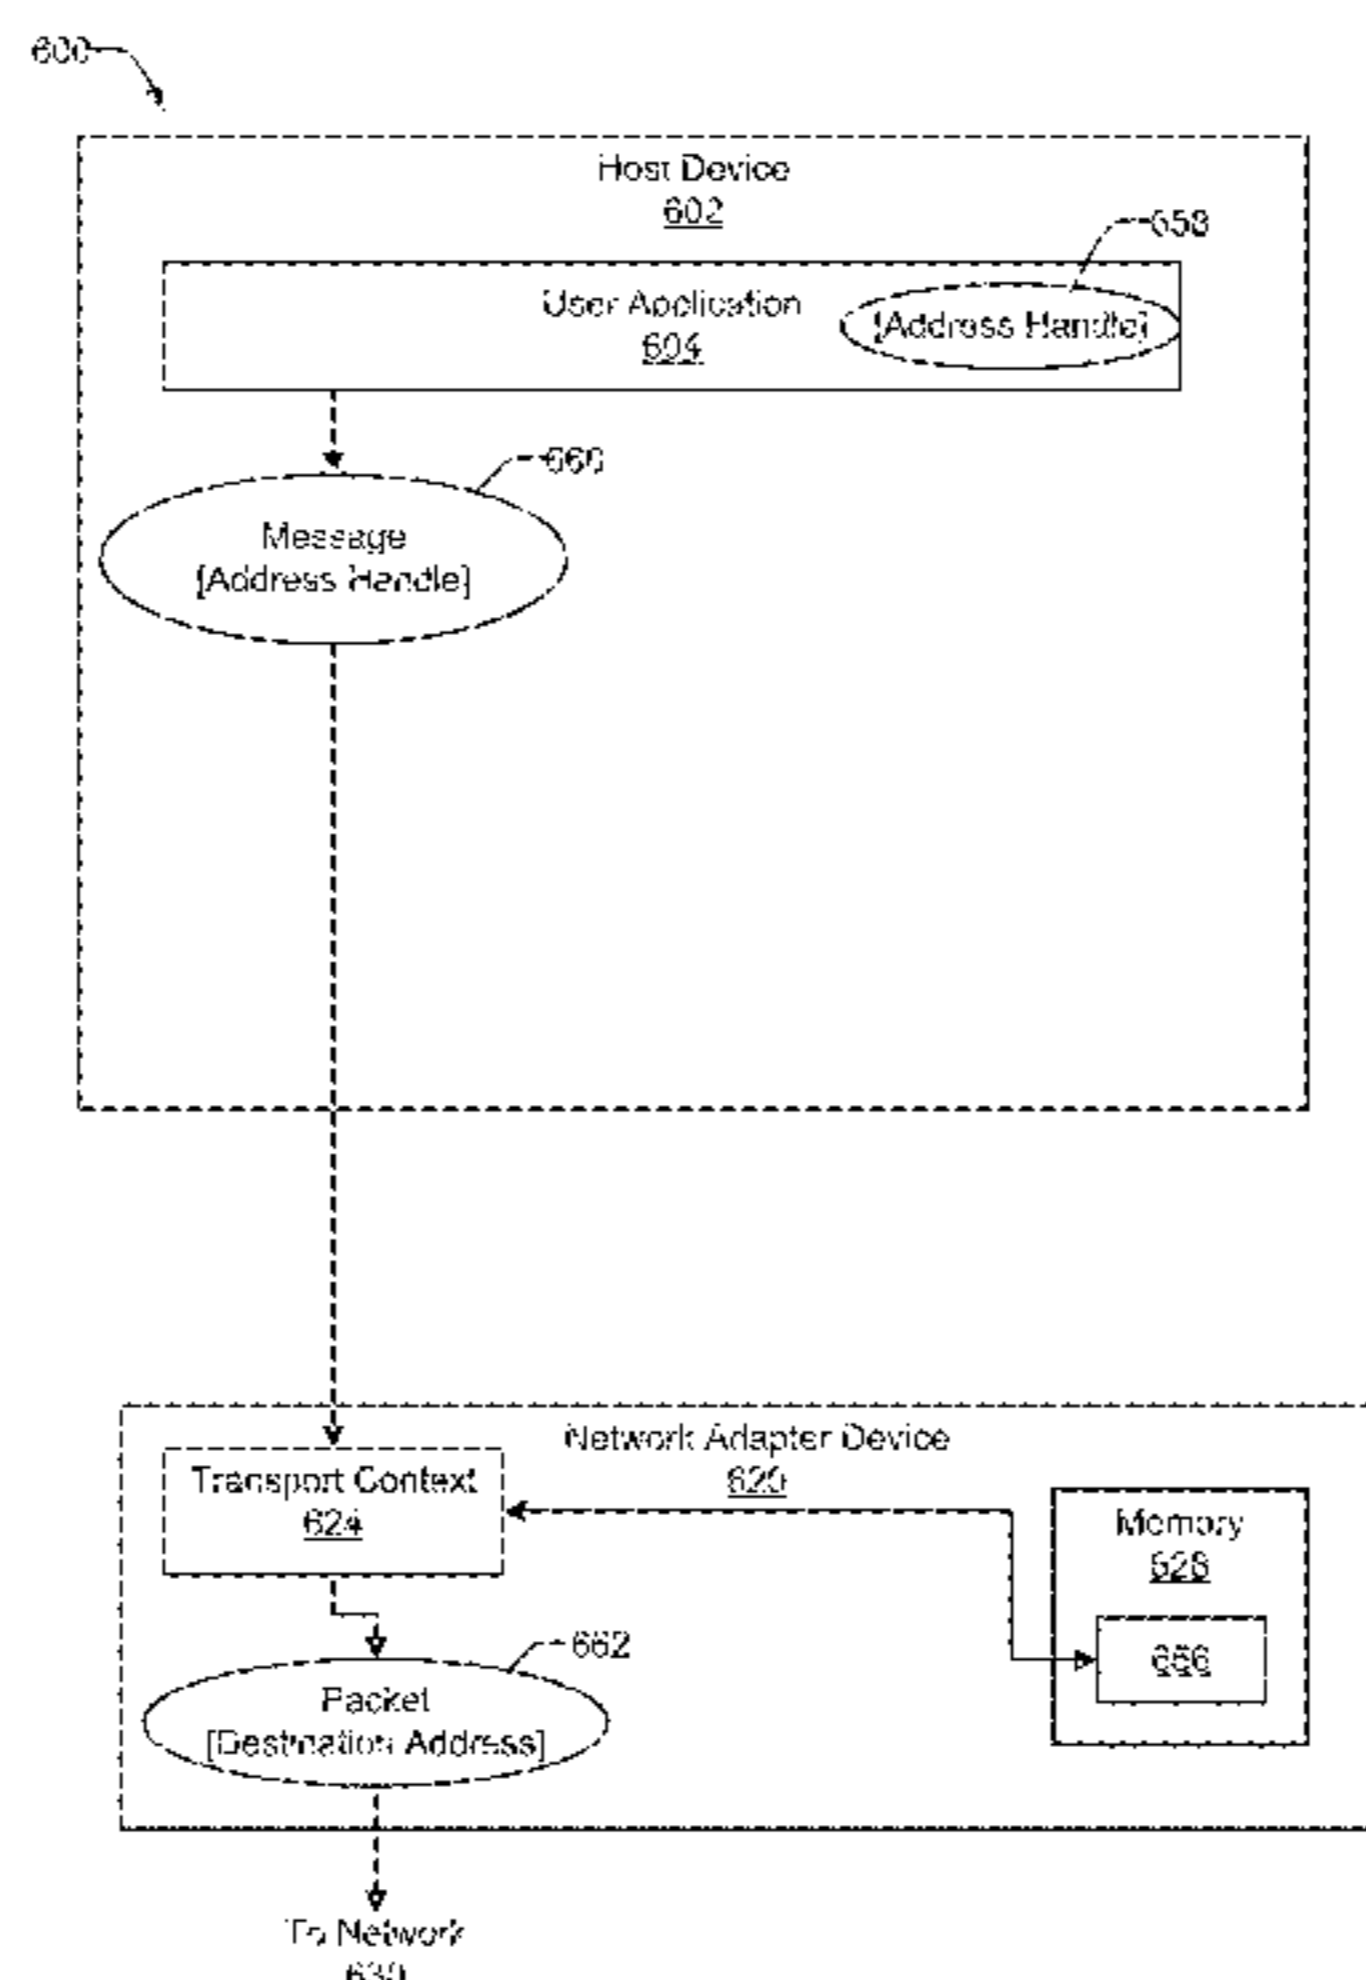 600
Host Device
602
658
User Application
604
[Address Handle]
660
Message
[Address Handle]
Network Adapter Device
620
Transport Context
624
Memory
628
656
662
Packet
[Destination Address]
To Network
630